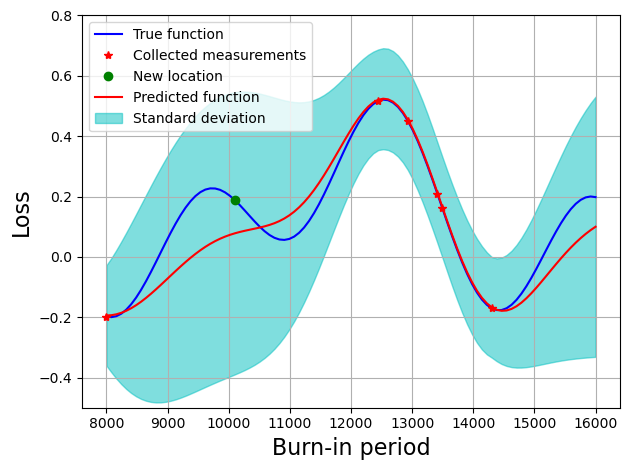 True function
Collected measurements
New location
Predicted function
Standard deviation
0.8
0.6
0.4
0.2
0.0
−0.2
−0.4
Loss
8000 9000 10000 11000 12000 13000 14000 15000 16000
Burn-in period